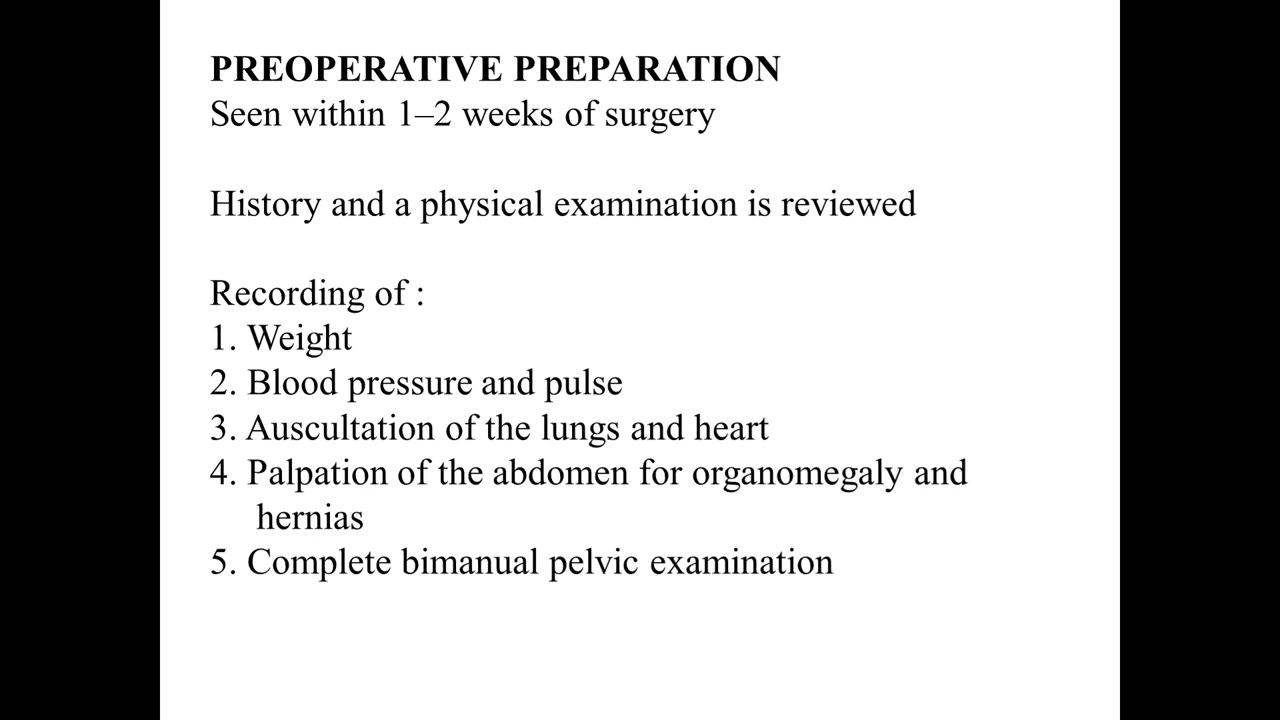 PREOPERATIVE PREPARATION
Seen within 1–2 weeks of surgery
History and a physical examination is reviewed
Recording of :
1. Weight
2. Blood pressure and pulse
3. Auscultation of the lungs and heart
4. Palpation of the abdomen for organomegaly and
hernias
5. Complete bimanual pelvic examination